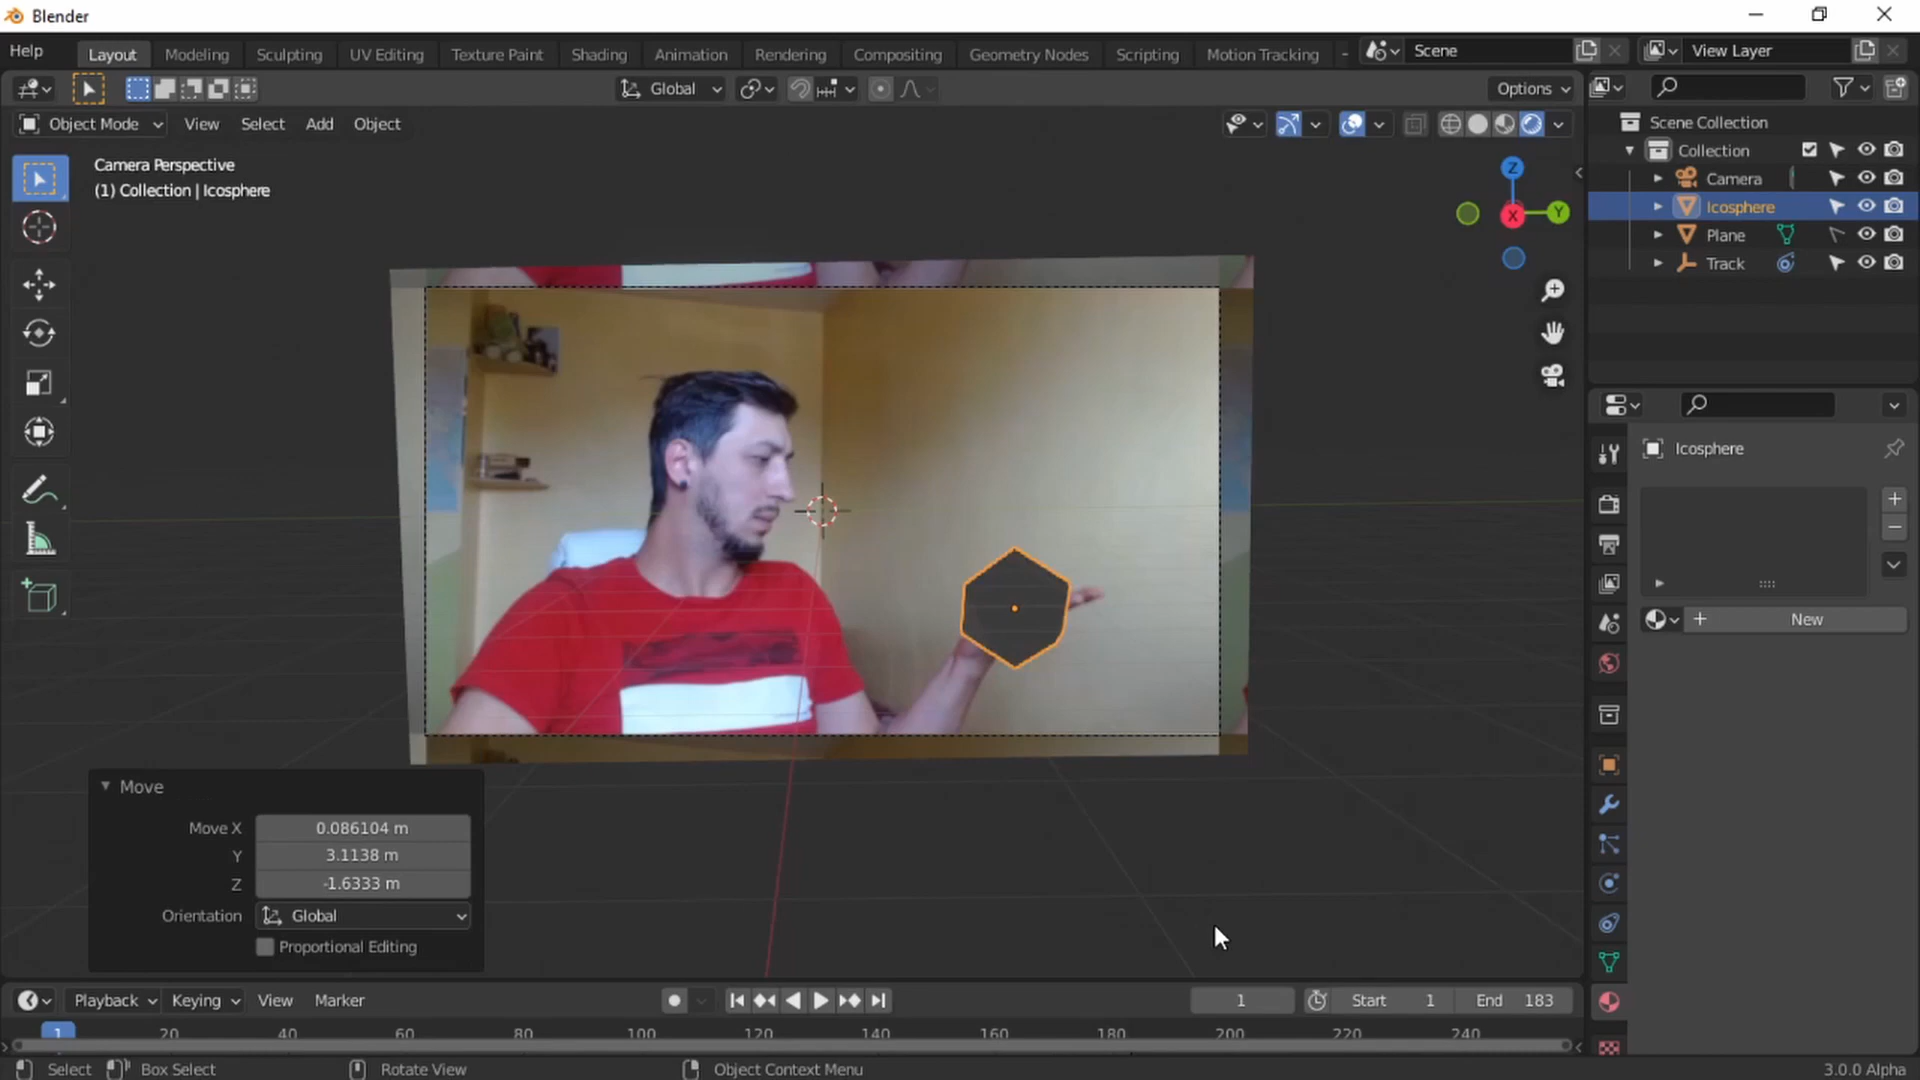 Blender
Help Layout Modeling Sculpting UV Editing Texture Paint Shading Animation Rendering Compositing Geometry Nodes Scripting Motion Tracking Scene View Layer
Global Options
Object Mode View Select Add Object
Camera Perspective
(1) Collection | Icosphere
Z
Y
X
Scene Collection
Collection
Camera
Icosphere
Plane
Track
Icosphere
New
Move
Move X 0.086104 m
Y 3.1138 m
Z -1.6333 m
Orientation Global
Proportional Editing
Playback Keying View Marker 1 Start 1 End 183
1 20 40 60 80 100 120 140 160 180 200 220 240
Select Box Select Rotate View Object Context Menu 3.0.0 Alpha